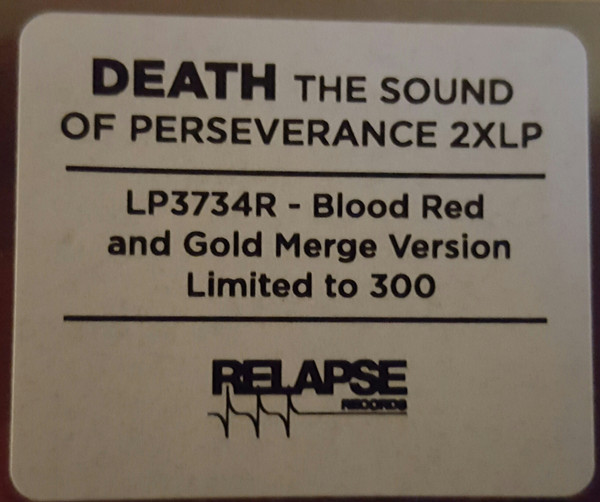 DEATH THE SOUND
OF PERSEVERANCE 2XLP
LP3734R - Blood Red
and Gold Merge Version
Limited to 300
RELAPSE
RECORDS